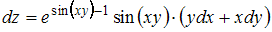 dz = e^{sin(xy)−1} sin(xy) · (ydx + xdy)